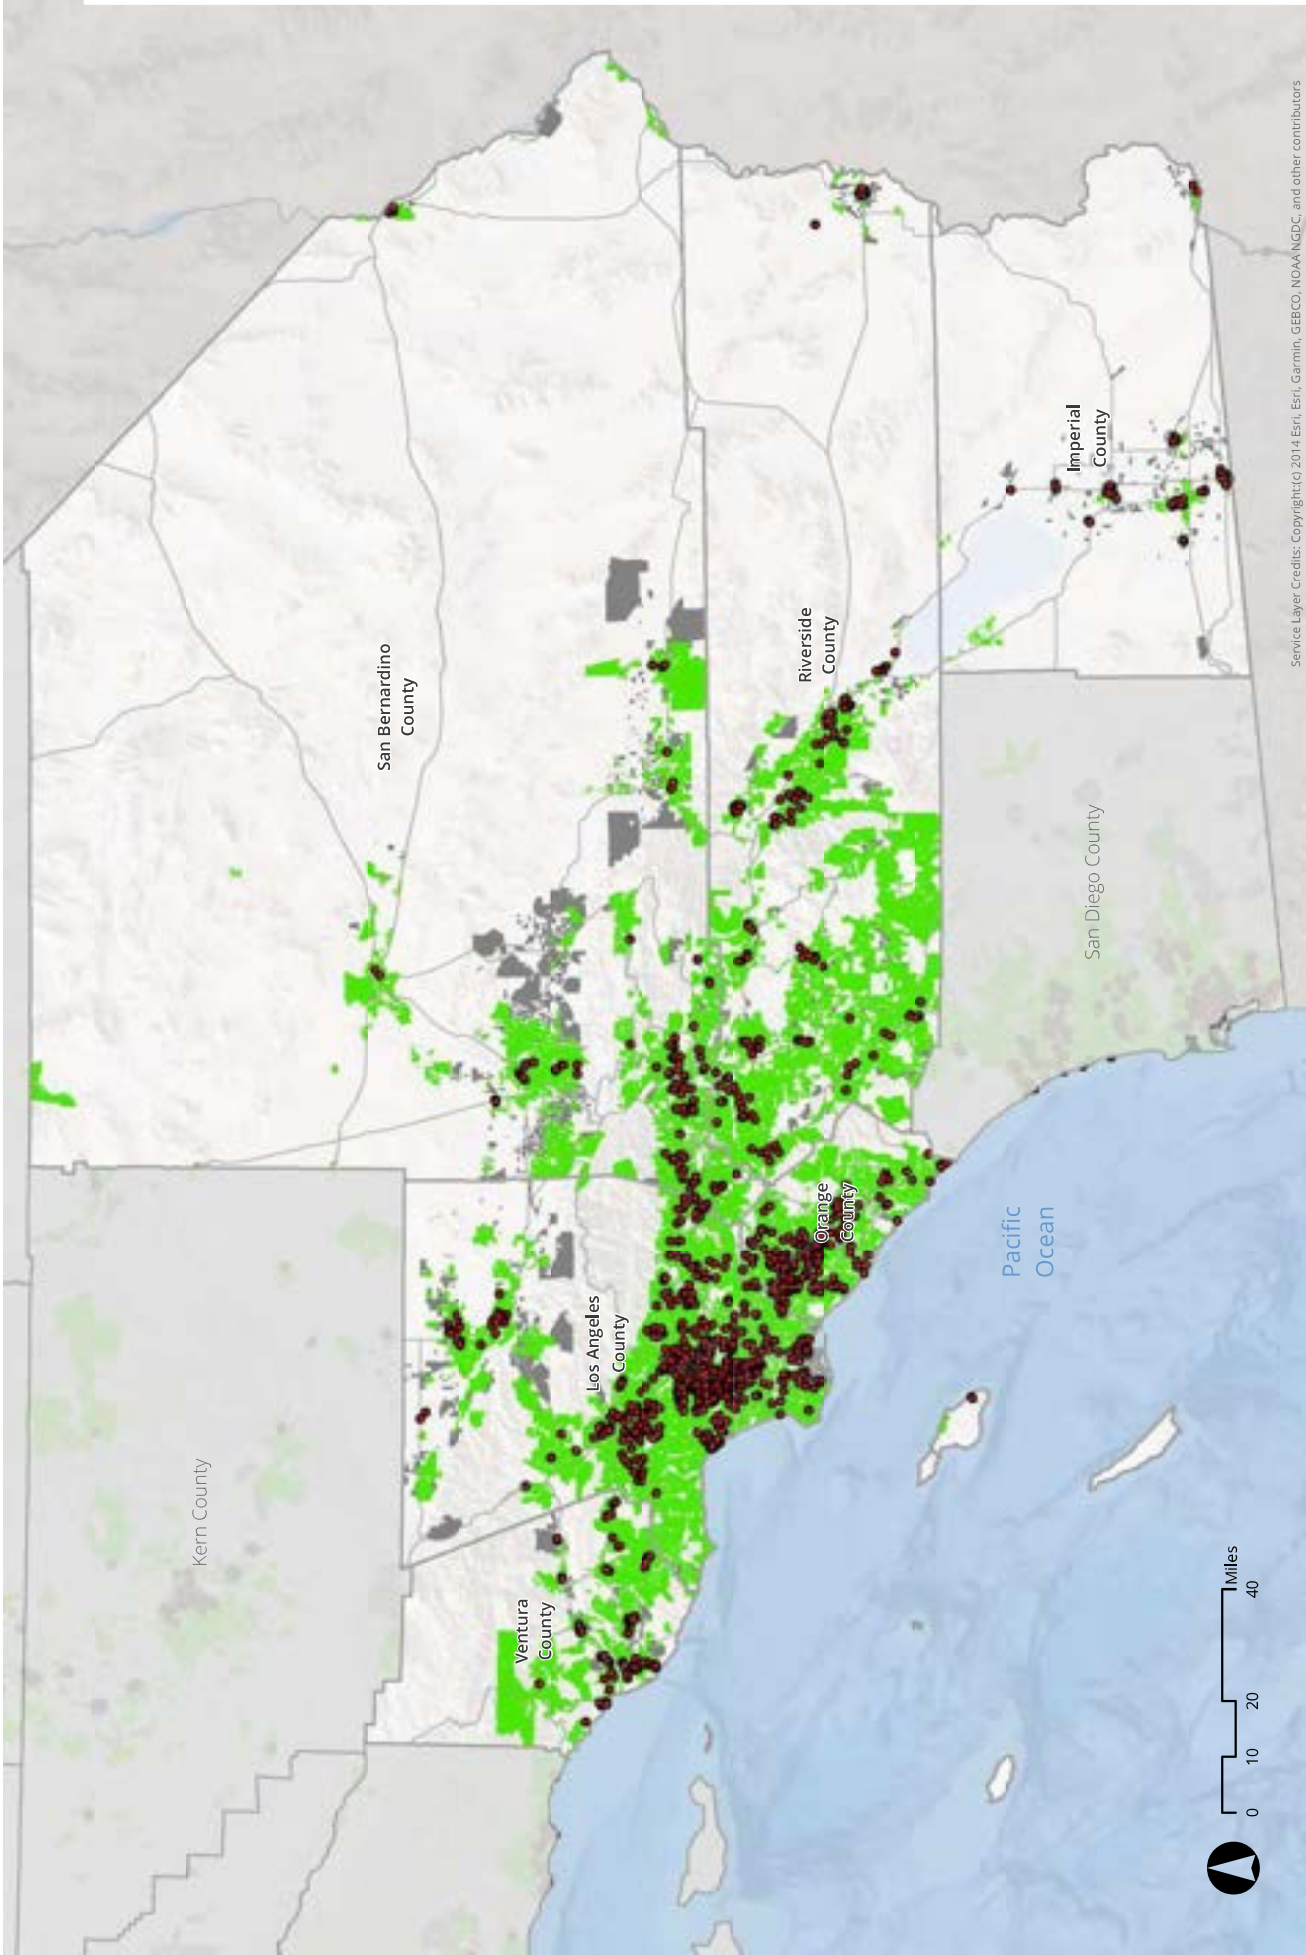 Kern County
San Bernardino
County
Ventura
County
Los Angeles
County
Orange
County
Riverside
County
Imperial
County
San Diego County
Pacific
Ocean
Miles
0 10 20 40
Service Layer Credits: Copyright:(c) 2014 Esri, Esri, Garmin, GEBCO, NOAA NGDC, and other contributors